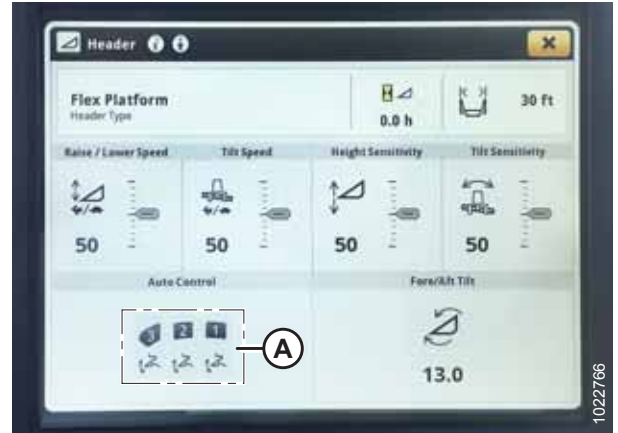 Header
Flex Platform
Header Type
0.0 h
30 ft
Raise / Lower Speed
Tilt Speed
Height Sensitivity
Tilt Sensitivity
50
50
50
50
Auto Control
Fore/Aft Tilt
3 2 1
A
13.0
1022766